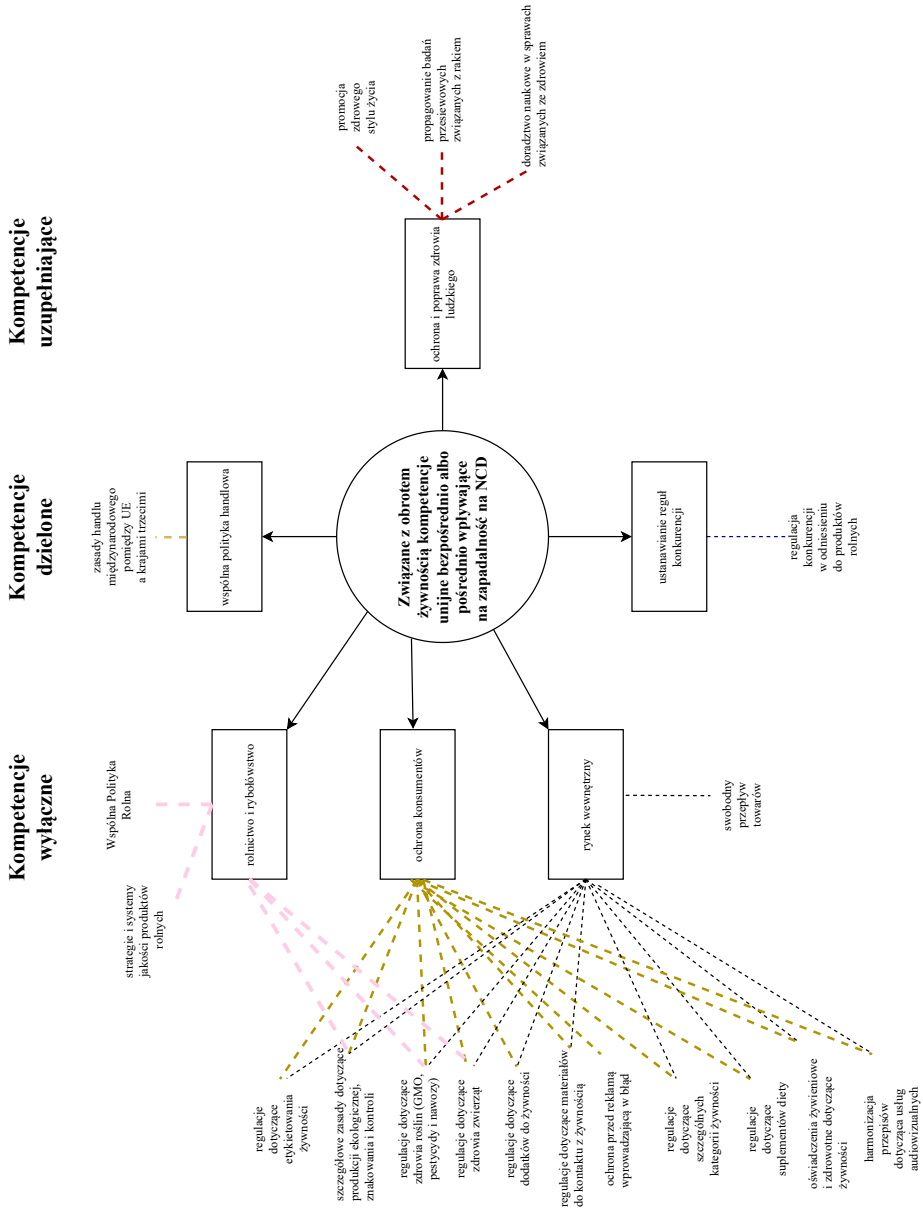 Kompetencje
wyłączne
Kompetencje
dzielone
Kompetencje
uzupełniające
Wspólna Polityka
Rolna
strategie i systemy
jakości produktów
rolnych
rolnictwo i rybołówstwo
ochrona konsumentów
rynek wewnętrzny
swobodny
przepływ
towarów
regulacje
dotyczące
etykietowania
żywności
szczegółowe zasady dotyczące
produkcji ekologicznej,
znakowania i kontroli
regulacje dotyczące
zdrowia roślin (GMO,
pestycydy i nawozy)
regulacje dotyczące
zdrowia zwierząt
regulacje dotyczące
dodatków do żywności
regulacje dotyczące materiałów
do kontaktu z żywnością
ochrona przed reklamą
wprowadzającą w błąd
regulacje
dotyczące
szczególnych
kategorii żywności
regulacje
dotyczące
suplementów diety
oświadczenia żywieniowe
i zdrowotne dotyczące
żywności
harmonizacja
przepisów
dotycząca usług
audiowizualnych
zasady handlu
międzynarodowego
pomiędzy UE
a krajami trzecimi
wspólna polityka handlowa
Związane z obrotem
żywnością kompetencje
unijne bezpośrednio albo
pośrednio wpływające
na zapadalność na NCD
ustanawianie reguł
konkurencji
regulacja
konkurencji
w odniesieniu
do produktów
rolnych
ochrona i poprawa zdrowia
ludzkiego
promocja
zdrowego
stylu życia
propagowanie badań
przesiewowych
związanych z rakiem
doradztwo naukowe w sprawach
związanych ze zdrowiem